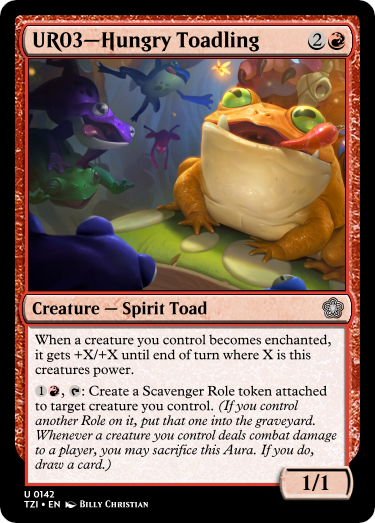 UR03—Hungry Toadling 2
Creature — Spirit Toad
When a creature you control becomes enchanted,
it gets +X/+X until end of turn where X is this
creatures power.
1 , : Create a Scavenger Role token attached
to target creature you control. (If you control
another Role on it, put that one into the graveyard.
Whenever a creature you control deals combat damage
to a player, you may sacrifice this Aura. If you do,
draw a card.)
1/1
U 0142
TZI • EN Billy Christian